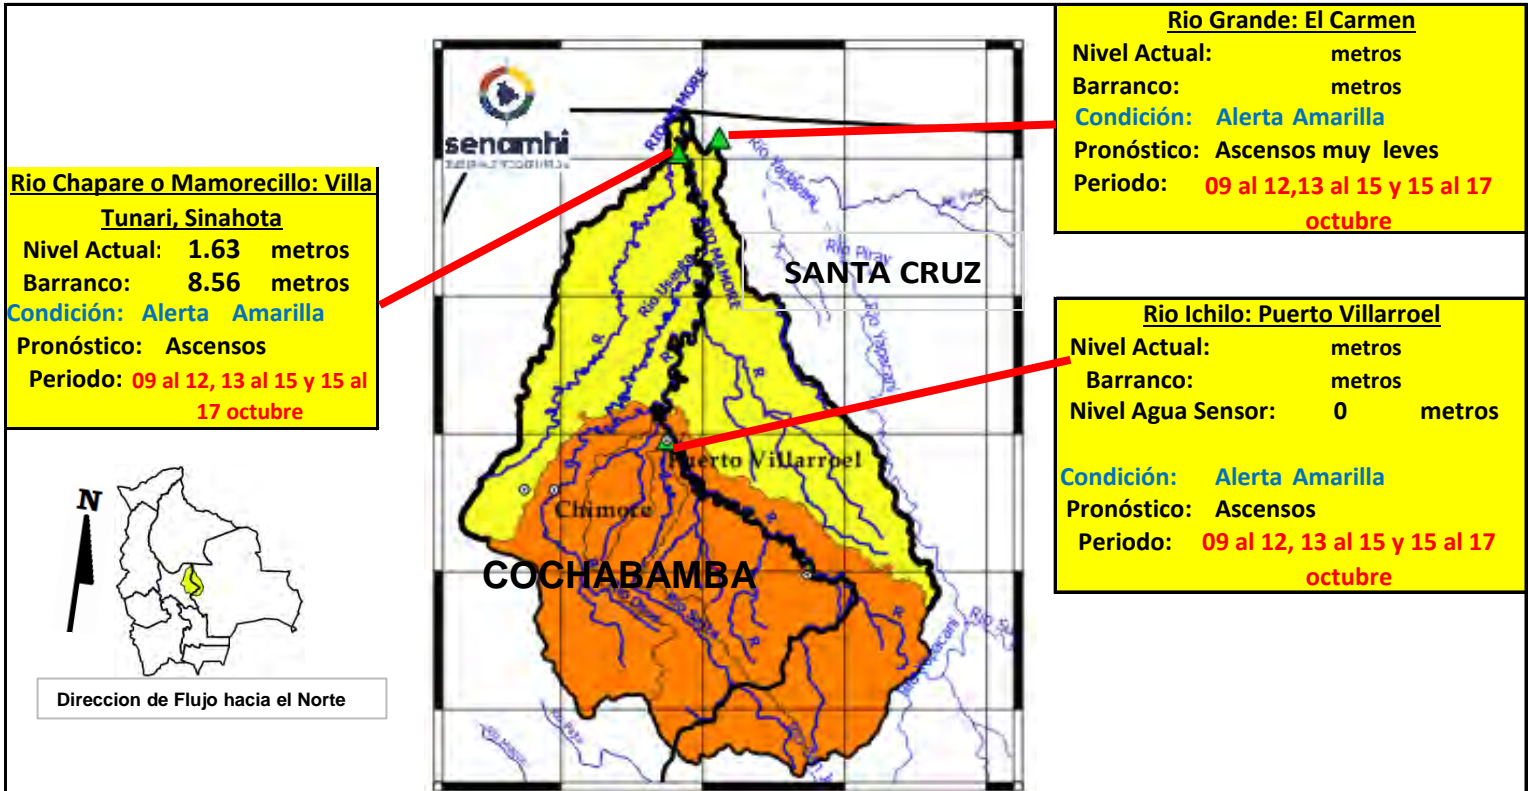 Rio Chapare o Mamorecillo: Villa
Tunari, Sinahota
Nivel Actual: 1.63 metros
Barranco: 8.56 metros
Condición: Alerta Amarilla
Pronóstico: Ascensos
Periodo: 09 al 12, 13 al 15 y 15 al
17 octubre
N
Direccion de Flujo hacia el Norte
senamhi
RIO MAMORE
RIO MAMORE
Rio Yapacani
Rio Piray
Rio Yapacani
SANTA CRUZ
R
R
R
R
Puerto Villarroel
Chimore
COCHABAMBA
R
R
R
Rio Grande: El Carmen
Nivel Actual: metros
Barranco: metros
Condición: Alerta Amarilla
Pronóstico: Ascensos muy leves
Periodo: 09 al 12,13 al 15 y 15 al 17
octubre
Rio Ichilo: Puerto Villarroel
Nivel Actual: metros
Barranco: metros
Nivel Agua Sensor: 0 metros
Condición: Alerta Amarilla
Pronóstico: Ascensos
Periodo: 09 al 12, 13 al 15 y 15 al 17
octubre